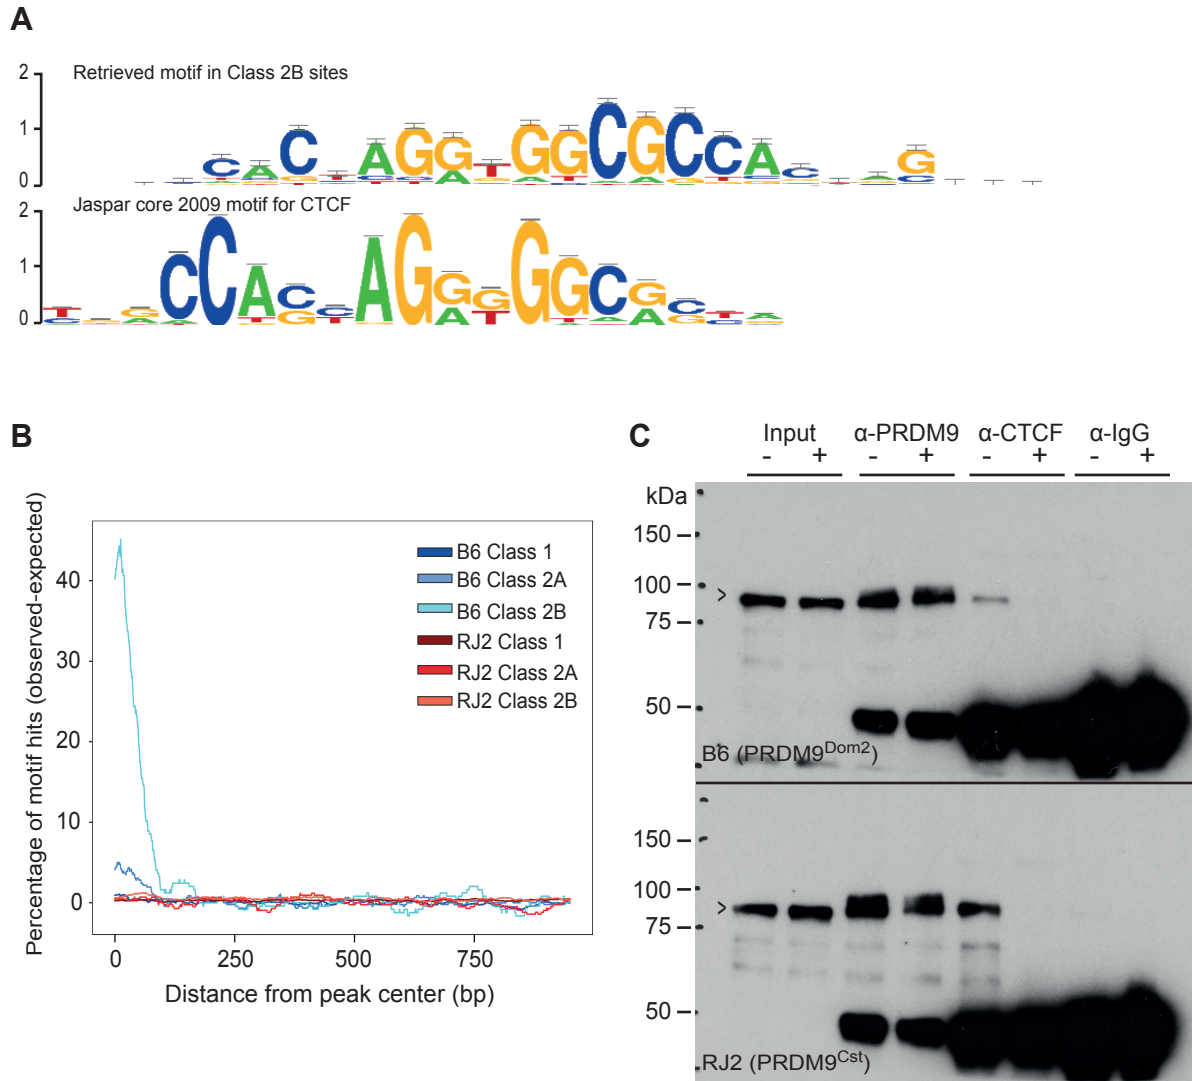 A
Retrieved motif in Class 2B sites
2
1
0
Jaspar core 2009 motif for CTCF
2
1
0
B
Percentage of motif hits (observed-expected)
40
30
20
10
0
0 250 500 750
Distance from peak center (bp)
B6 Class 1
B6 Class 2A
B6 Class 2B
RJ2 Class 1
RJ2 Class 2A
RJ2 Class 2B
C
Input α-PRDM9 α-CTCF α-IgG
- + - + - + - +
kDa
150
100
>
75
50
B6 (PRDM9Dom2)
150
100
>
75
50
RJ2 (PRDM9Cst)